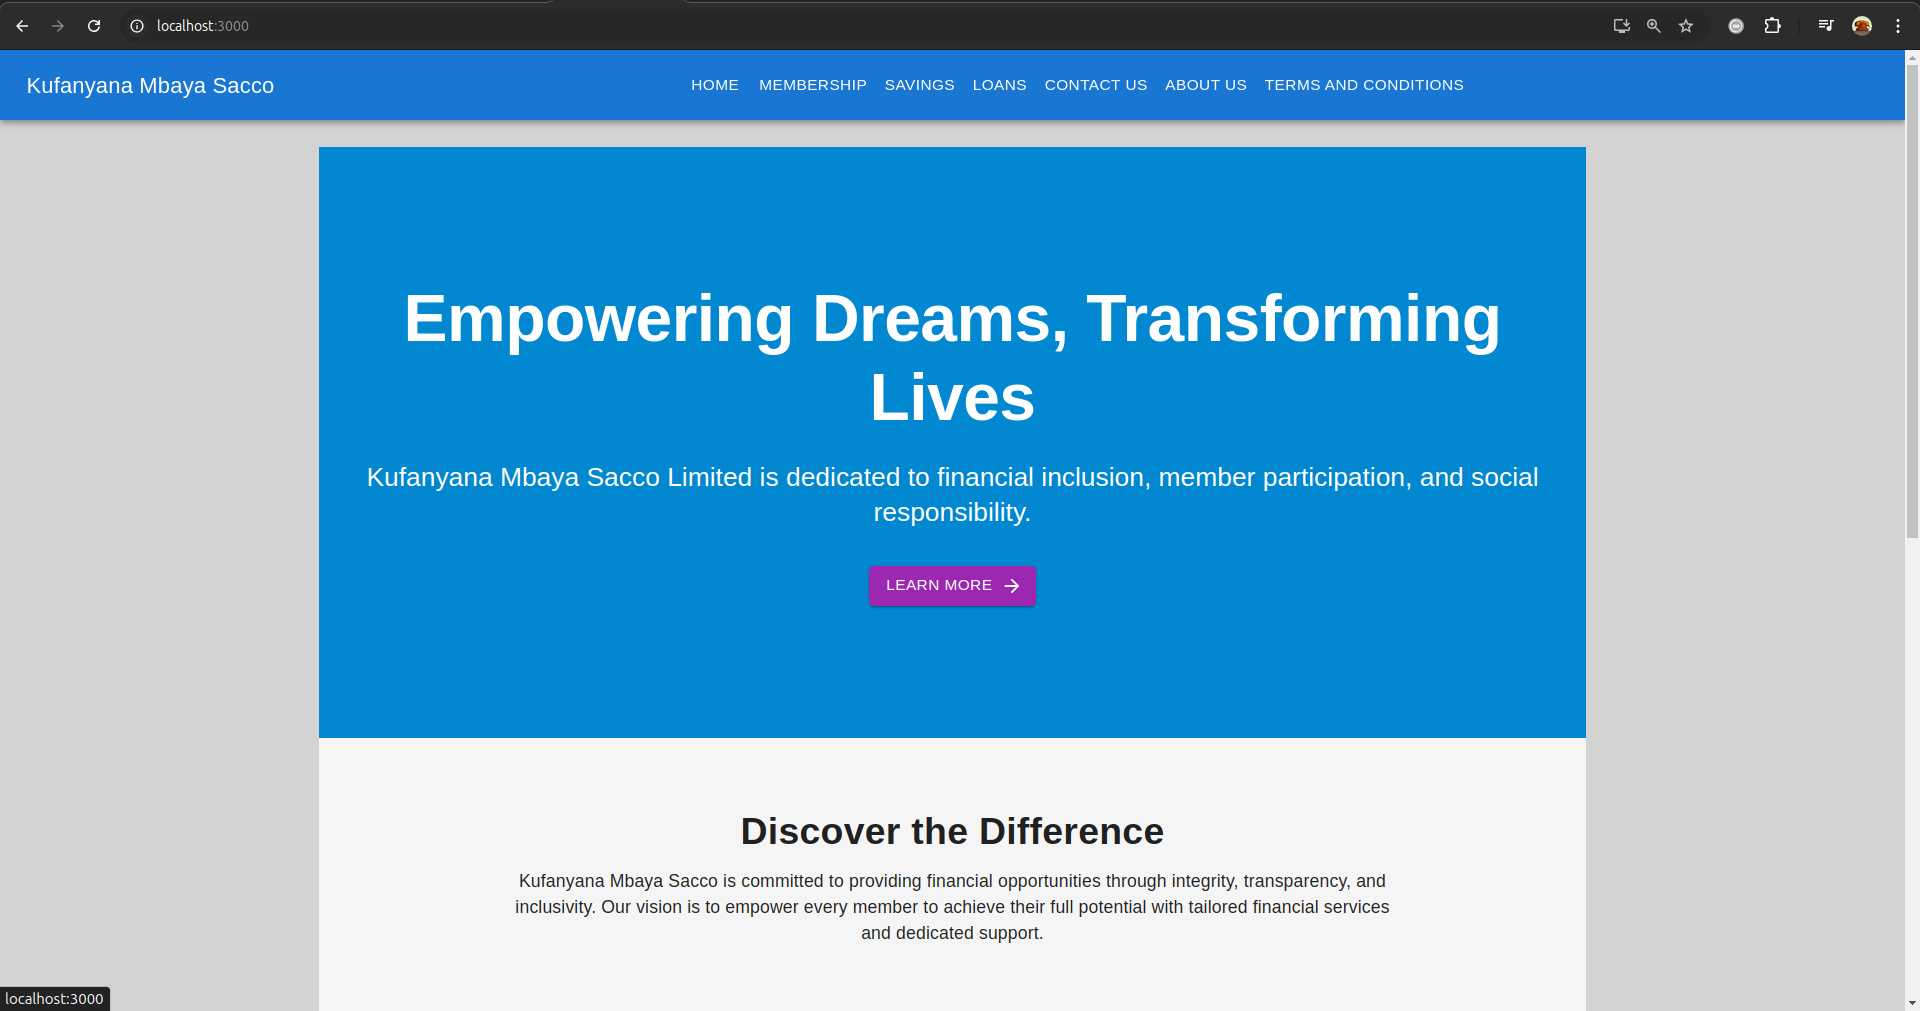 localhost:3000
Kufanyana Mbaya Sacco
HOME MEMBERSHIP SAVINGS LOANS CONTACT US ABOUT US TERMS AND CONDITIONS
Empowering Dreams, Transforming
Lives
Kufanyana Mbaya Sacco Limited is dedicated to financial inclusion, member participation, and social
responsibility.
LEARN MORE
Discover the Difference
Kufanyana Mbaya Sacco is committed to providing financial opportunities through integrity, transparency, and
inclusivity. Our vision is to empower every member to achieve their full potential with tailored financial services
and dedicated support.
localhost:3000